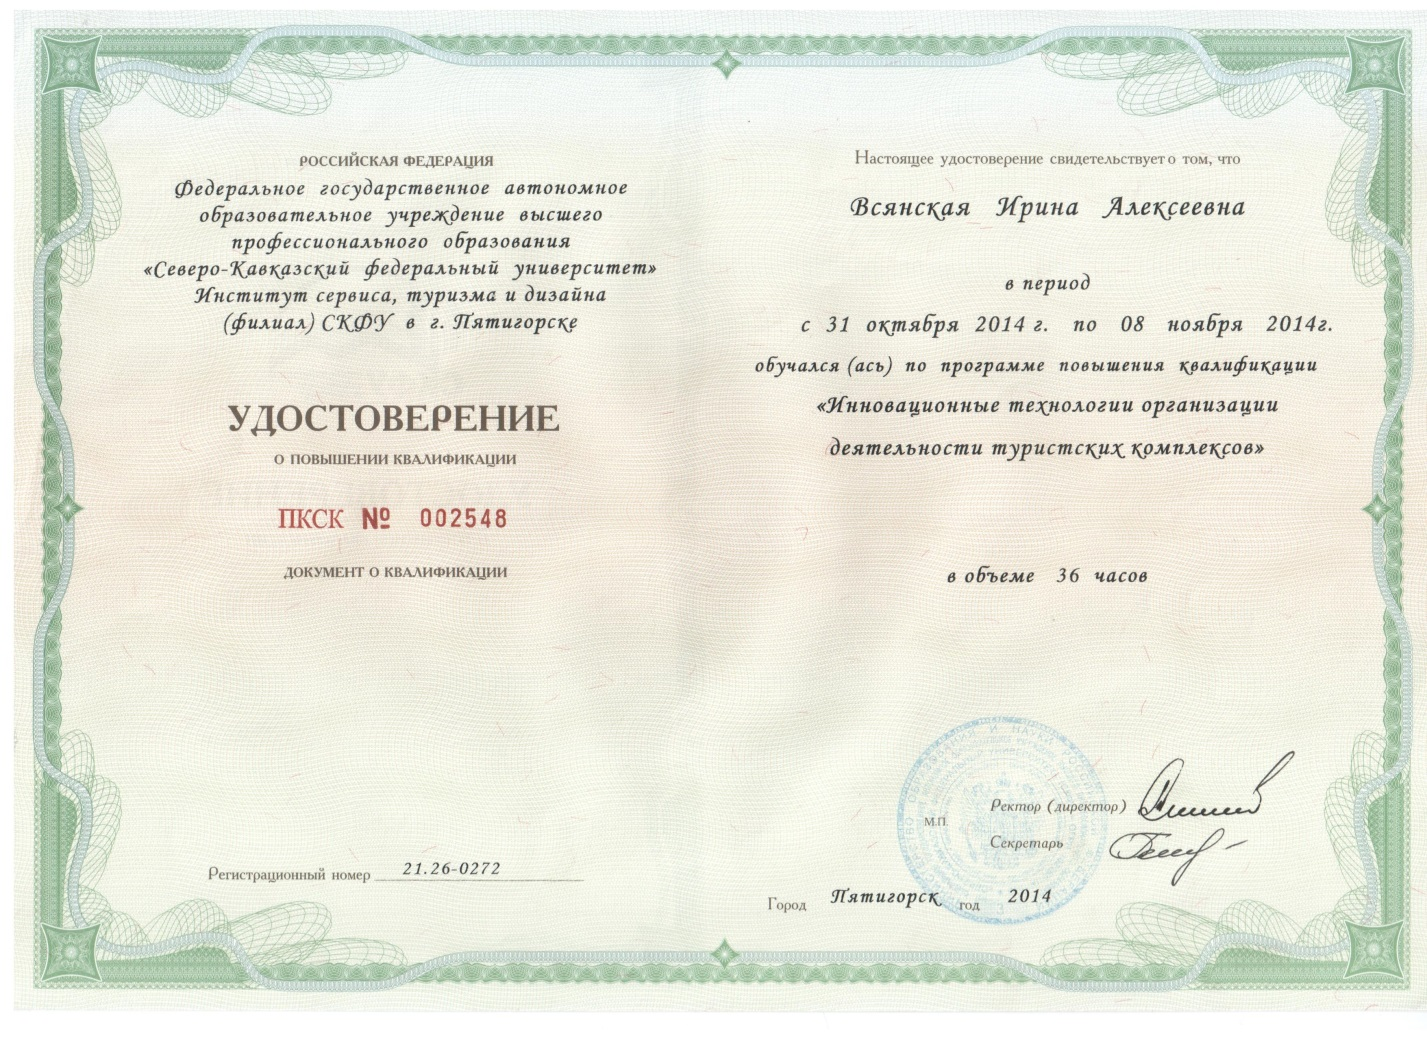 РОССИЙСКАЯ ФЕДЕРАЦИЯ
Федеральное государственное автономное
образовательное учреждение высшего
профессионального образования
«Северо-Кавказский федеральный университет»
Институт сервиса, туризма и дизайна
(филиал) СКФУ в г. Пятигорске
УДОСТОВЕРЕНИЕ
О ПОВЫШЕНИИ КВАЛИФИКАЦИИ
ПКСК № 002548
ДОКУМЕНТ О КВАЛИФИКАЦИИ
Регистрационный номер 21.26-0272
Настоящее удостоверение свидетельствует о том, что
Всянская Ирина Алексеевна
в период
с 31 октября 2014 г. по 08 ноября 2014г.
обучался (ась) по программе повышения квалификации
«Инновационные технологии организации
деятельности туристских комплексов»
в объеме 36 часов
Ректор (директор)
М.П.
Секретарь
Город Пятигорск год 2014